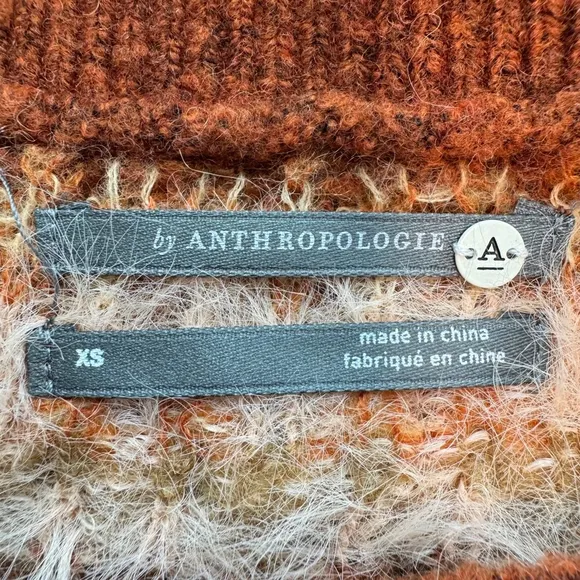 by ANTHROPOLOGIE A
XS
made in china
fabriqué en chine